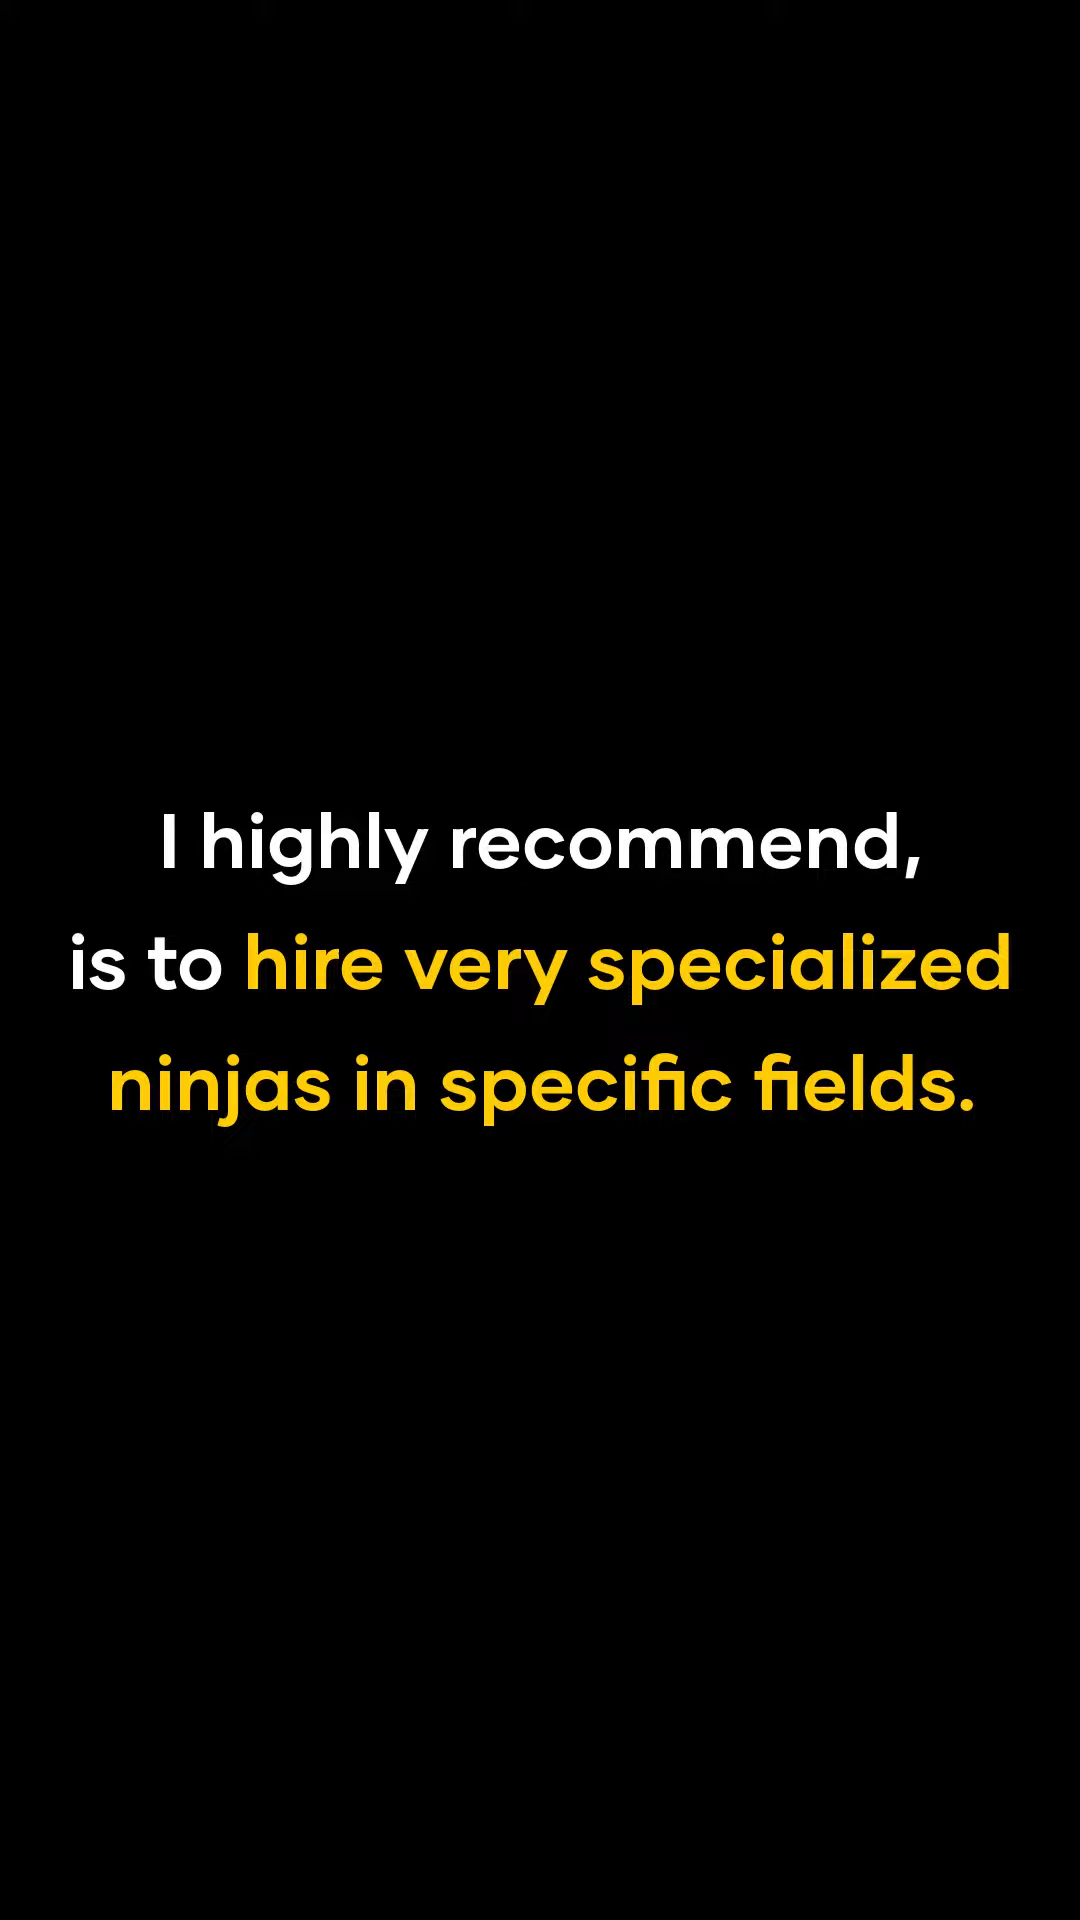 I highly recommend,
is to hire very specialized
ninjas in specific fields.